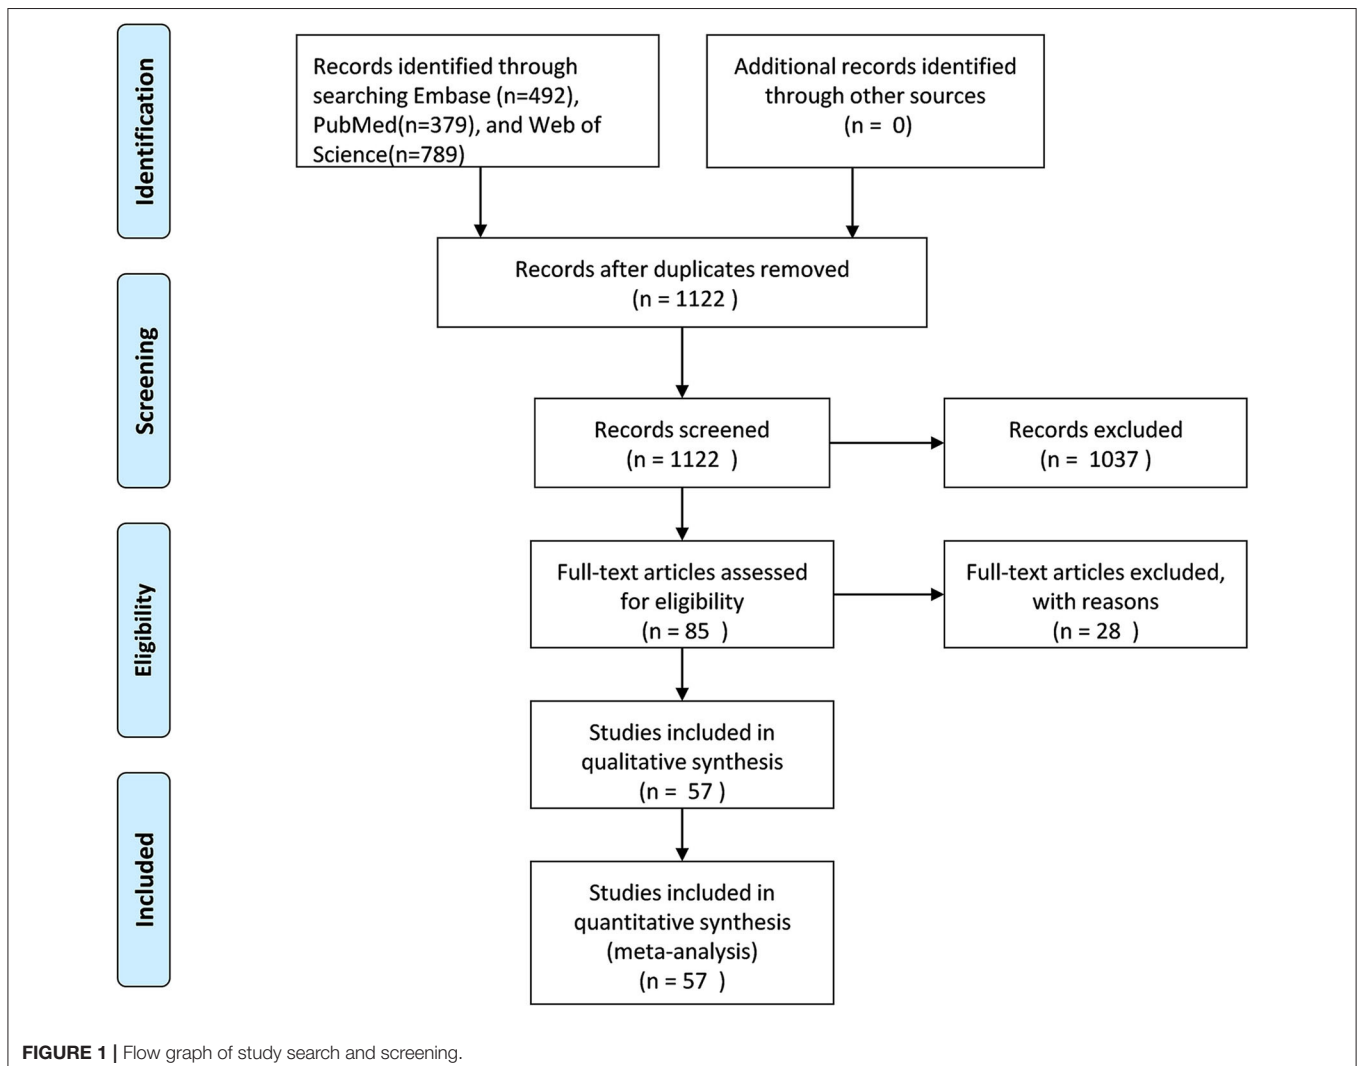 Identification
Records identified through
searching Embase (n=492),
PubMed(n=379), and Web of
Science(n=789)
Additional records identified
through other sources
(n = 0)
Records after duplicates removed
(n = 1122 )
Screening
Records screened
(n = 1122 )
Records excluded
(n = 1037 )
Eligibility
Full-text articles assessed
for eligibility
(n = 85 )
Full-text articles excluded,
with reasons
(n = 28 )
Studies included in
qualitative synthesis
(n = 57 )
Included
Studies included in
quantitative synthesis
(meta-analysis)
(n = 57 )
FIGURE 1 | Flow graph of study search and screening.